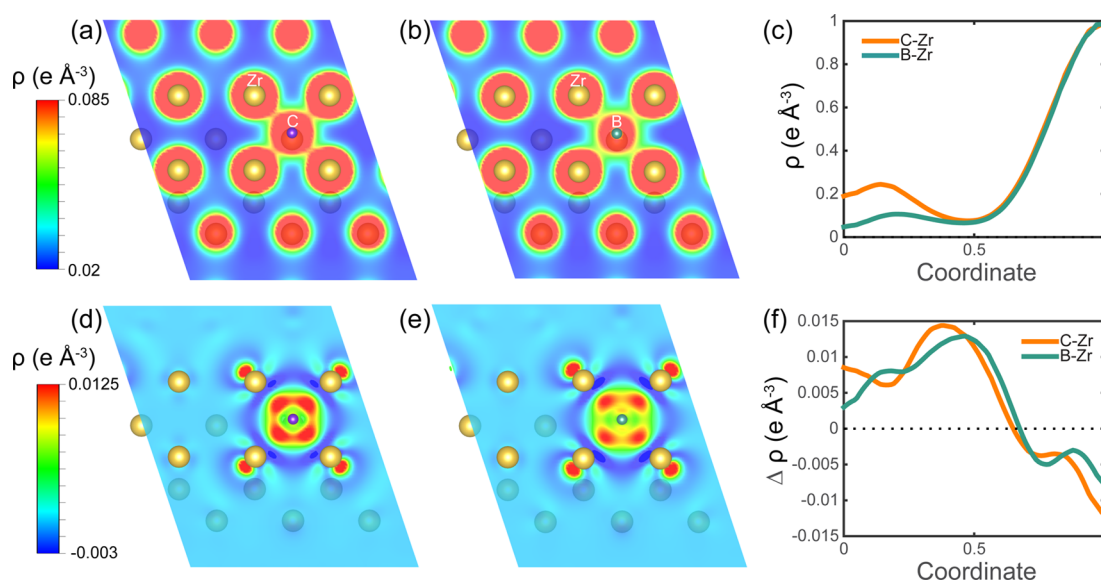 (a)
ρ (e Å⁻³)
0.085
0.02
Zr
C
(b)
Zr
B
(c)
C-Zr
B-Zr
ρ (e Å⁻³)
1
0.8
0.6
0.4
0.2
0
0
0.5
Coordinate
(d)
ρ (e Å⁻³)
0.0125
-0.003
(e)
(f)
C-Zr
B-Zr
Δ ρ (e Å⁻³)
0.015
0.01
0.005
0
-0.005
-0.01
-0.015
0
0.5
Coordinate